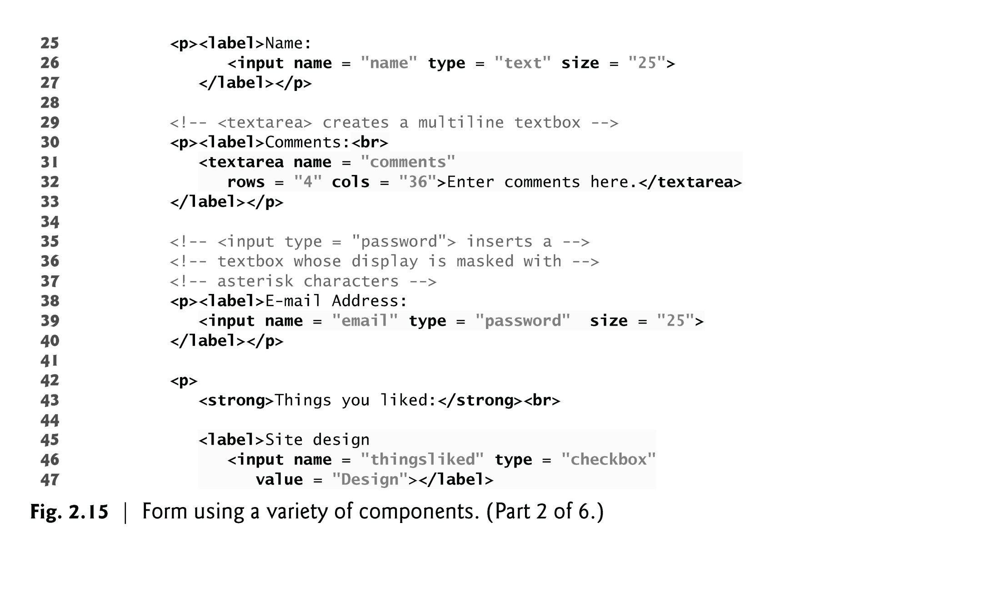 25 <p><label>Name:
26 <input name = "name" type = "text" size = "25">
27 </label></p>
28
29 <!-- <textarea> creates a multiline textbox -->
30 <p><label>Comments:<br>
31 <textarea name = "comments"
32 rows = "4" cols = "36">Enter comments here.</textarea>
33 </label></p>
34
35 <!-- <input type = "password"> inserts a -->
36 <!-- textbox whose display is masked with -->
37 <!-- asterisk characters -->
38 <p><label>E-mail Address:
39 <input name = "email" type = "password"  size = "25">
40 </label></p>
41
42 <p>
43 <strong>Things you liked:</strong><br>
44
45 <label>Site design
46 <input name = "thingsliked" type = "checkbox"
47 value = "Design"></label>
Fig. 2.15 | Form using a variety of components. (Part 2 of 6.)